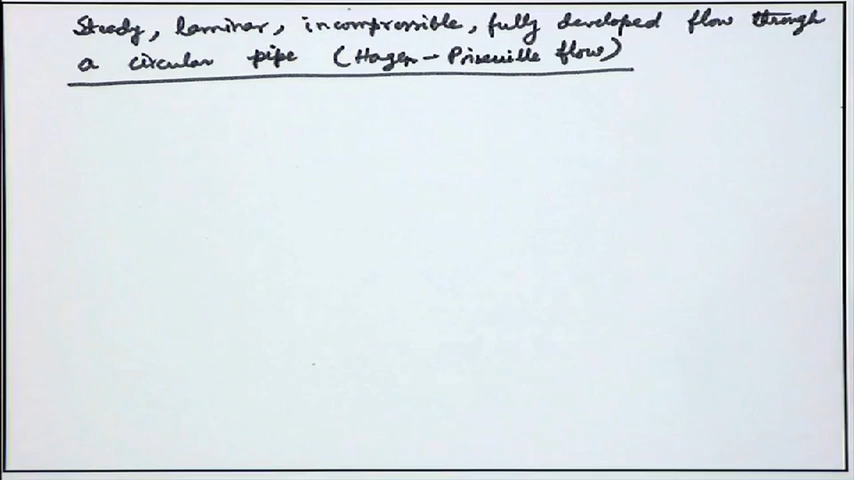 Steady, laminar, incompressible, fully developed flow through
a circular pipe (Hagen-Poiseuille flow)